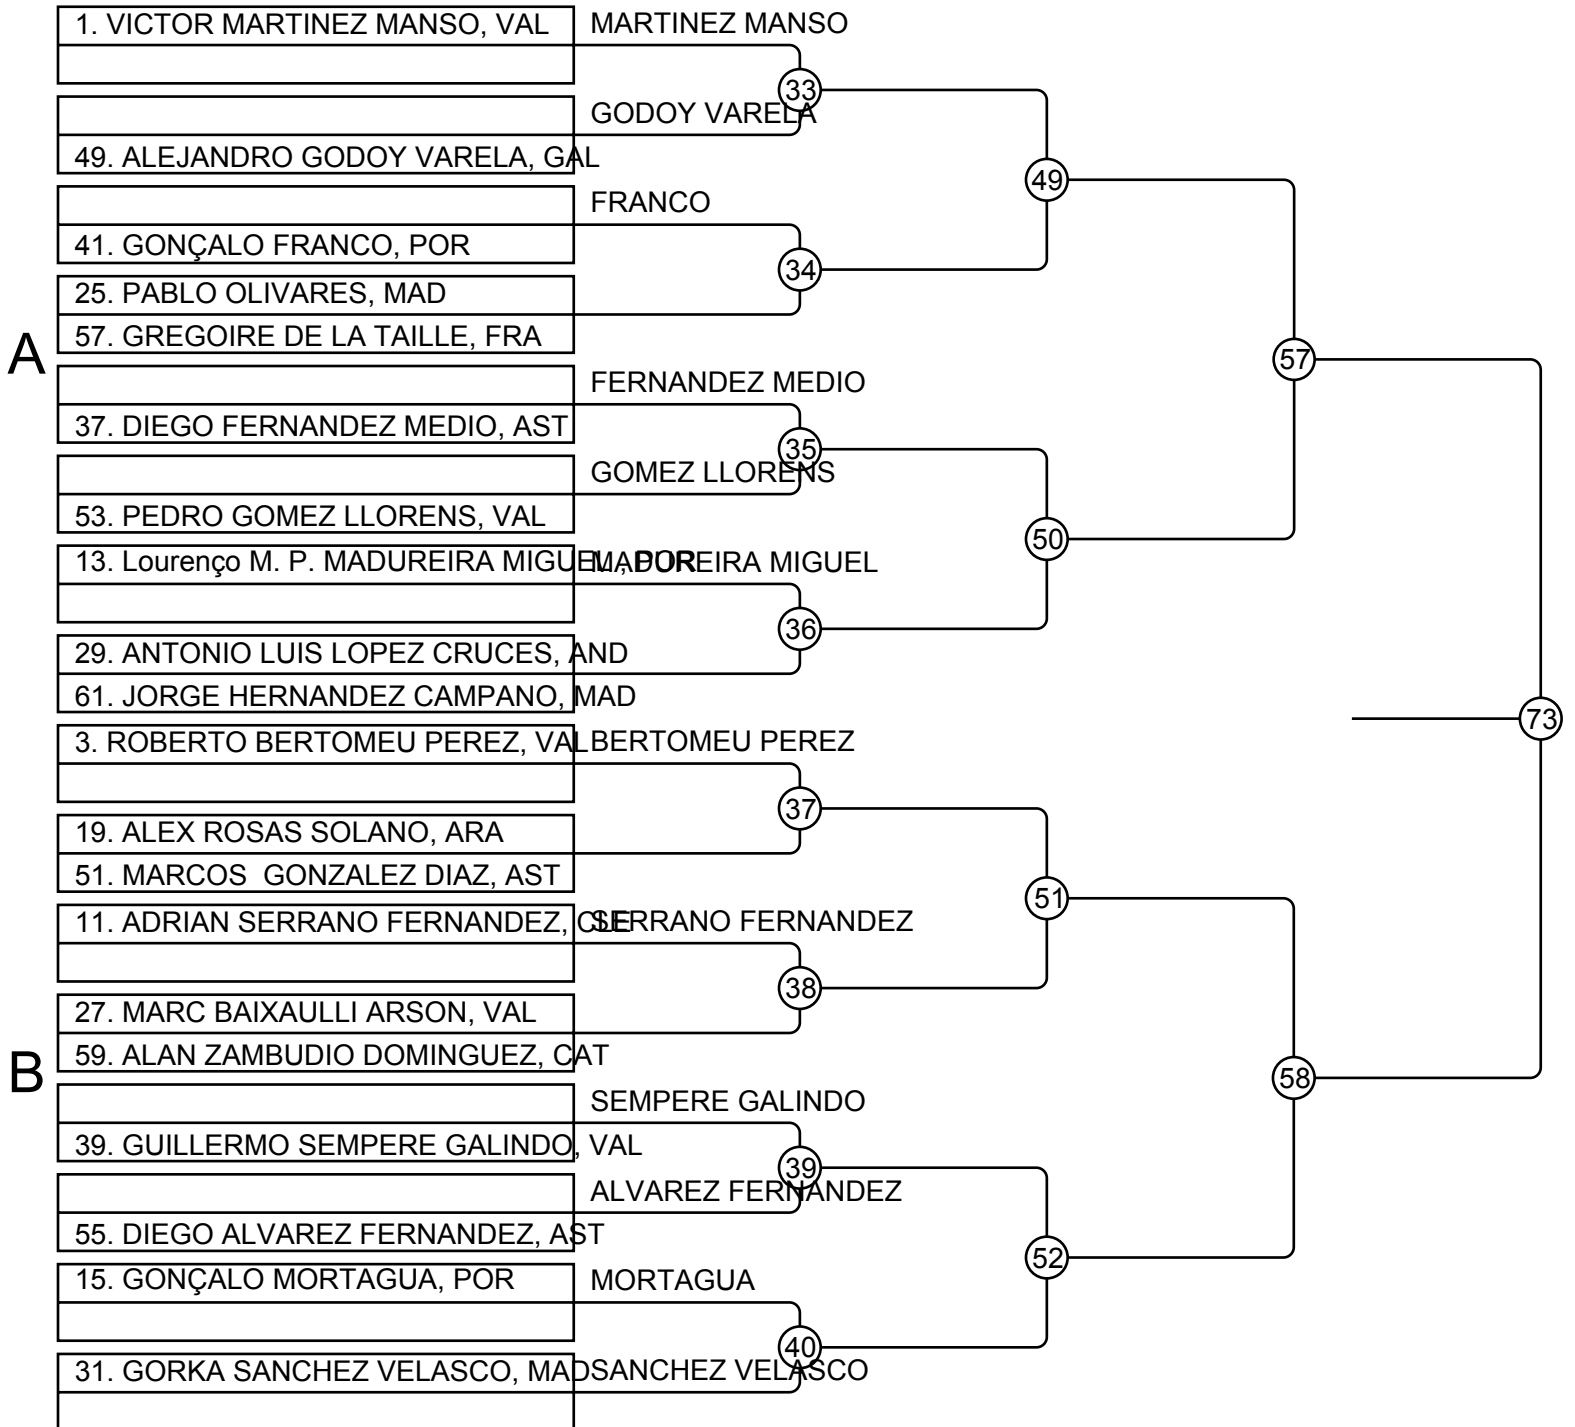 1. VICTOR MARTINEZ MANSO, VAL
MARTINEZ MANSO
33
GODOY VARELA
49. ALEJANDRO GODOY VARELA, GAL
49
FRANCO
41. GONÇALO FRANCO, POR
34
25. PABLO OLIVARES, MAD
57. GREGOIRE DE LA TAILLE, FRA
A
57
FERNANDEZ MEDIO
37. DIEGO FERNANDEZ MEDIO, AST
35
GOMEZ LLORENS
53. PEDRO GOMEZ LLORENS, VAL
50
13. Lourenço M. P. MADUREIRA MIGUEL, POR
MADUREIRA MIGUEL
36
29. ANTONIO LUIS LOPEZ CRUCES, AND
61. JORGE HERNANDEZ CAMPANO, MAD
73
3. ROBERTO BERTOMEU PEREZ, VAL
BERTOMEU PEREZ
37
19. ALEX ROSAS SOLANO, ARA
51. MARCOS  GONZALEZ DIAZ, AST
51
11. ADRIAN SERRANO FERNANDEZ, CLE
SERRANO FERNANDEZ
38
27. MARC BAIXAULLI ARSON, VAL
59. ALAN ZAMBUDIO DOMINGUEZ, CAT
B
58
SEMPERE GALINDO
39. GUILLERMO SEMPERE GALINDO, VAL
39
ALVAREZ FERNANDEZ
55. DIEGO ALVAREZ FERNANDEZ, AST
52
15. GONÇALO MORTAGUA, POR
MORTAGUA
40
31. GORKA SANCHEZ VELASCO, MAD
SANCHEZ VELASCO